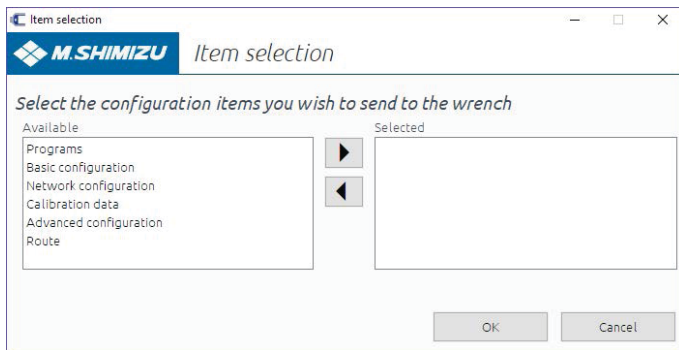 Item selection
M.SHIMIZU
Item selection
Select the configuration items you wish to send to the wrench
Available
Selected
Programs
Basic configuration
Network configuration
Calibration data
Advanced configuration
Route
OK
Cancel